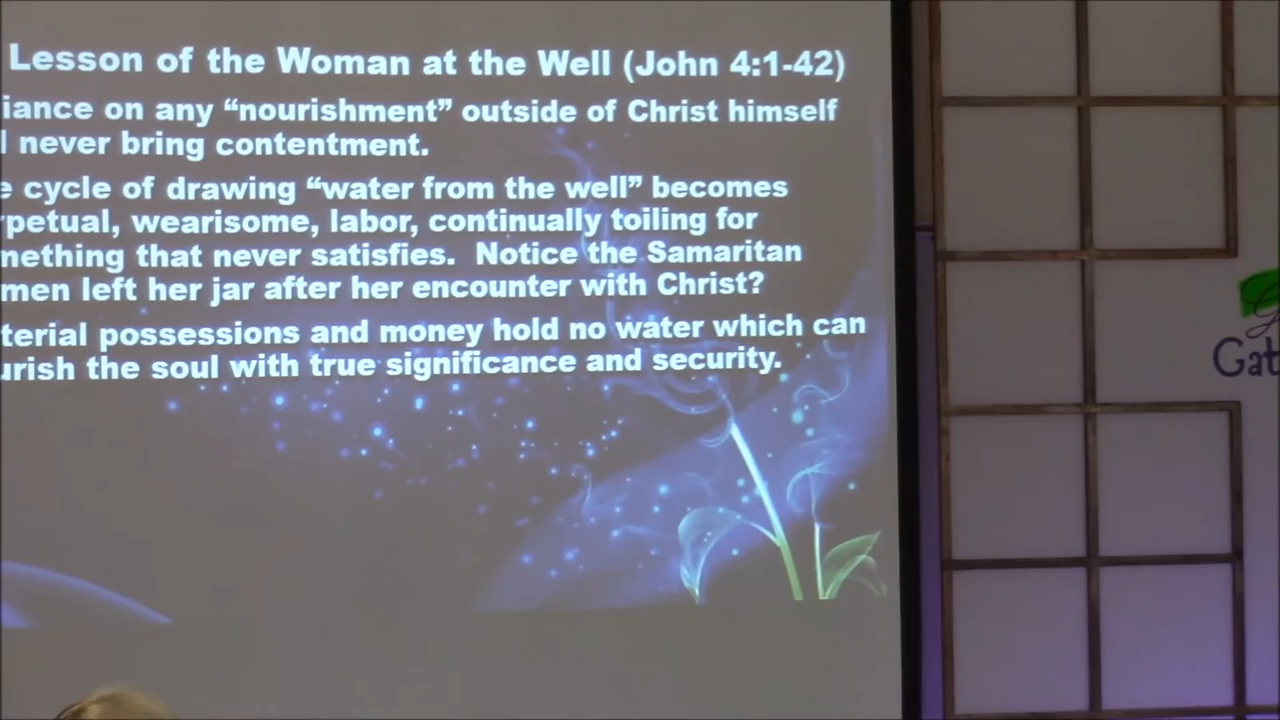 Lesson of the Woman at the Well (John 4:1-42)
iance on any “nourishment” outside of Christ himself
l never bring contentment.
e cycle of drawing “water from the well” becomes
rpetual, wearisome, labor, continually toiling for
mething that never satisfies. Notice the Samaritan
men left her jar after her encounter with Christ?
terial possessions and money hold no water which can
urish the soul with true significance and security.
Gat